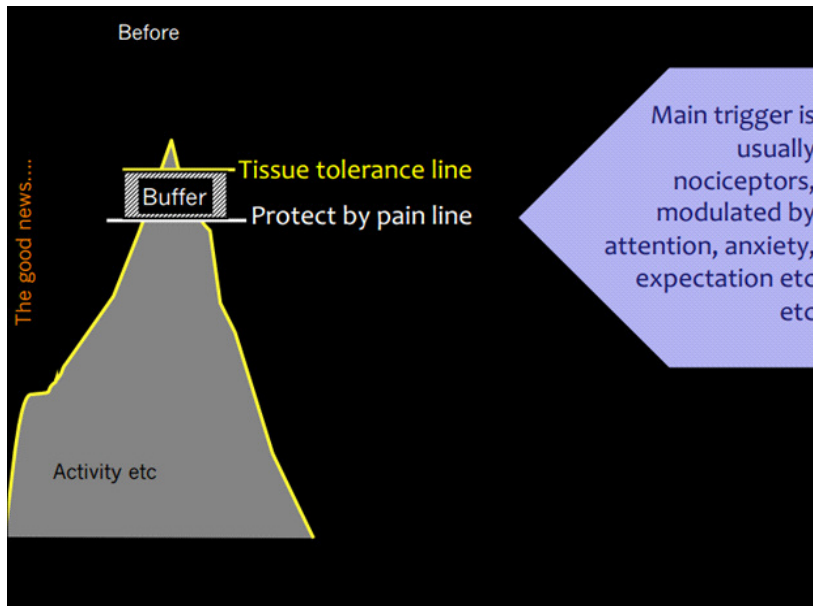 Before
The good news....
Tissue tolerance line
Buffer
Protect by pain line
Activity etc
Main trigger is
usually
nociceptors,
modulated by
attention, anxiety,
expectation etc
etc